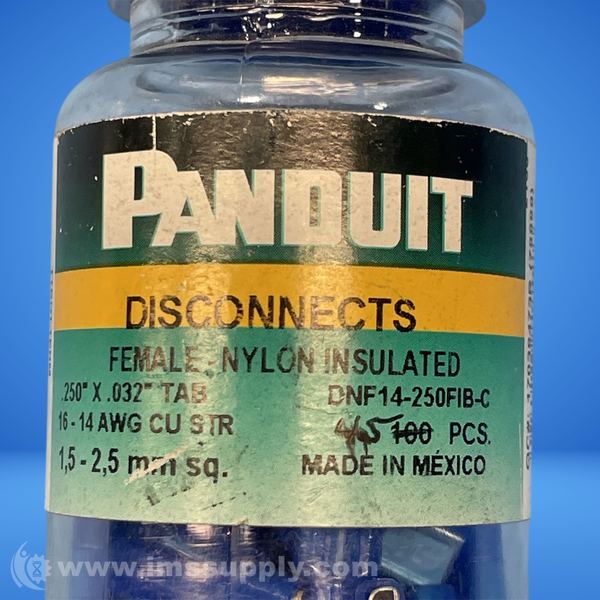 PANDUIT
DISCONNECTS
FEMALE, NYLON INSULATED
.250" X .032" TAB DNF14-250FIB-C
16 - 14 AWG CU STR 45 100 PCS.
1,5 - 2,5 mm sq. MADE IN MÉXICO
www.imssupply.com